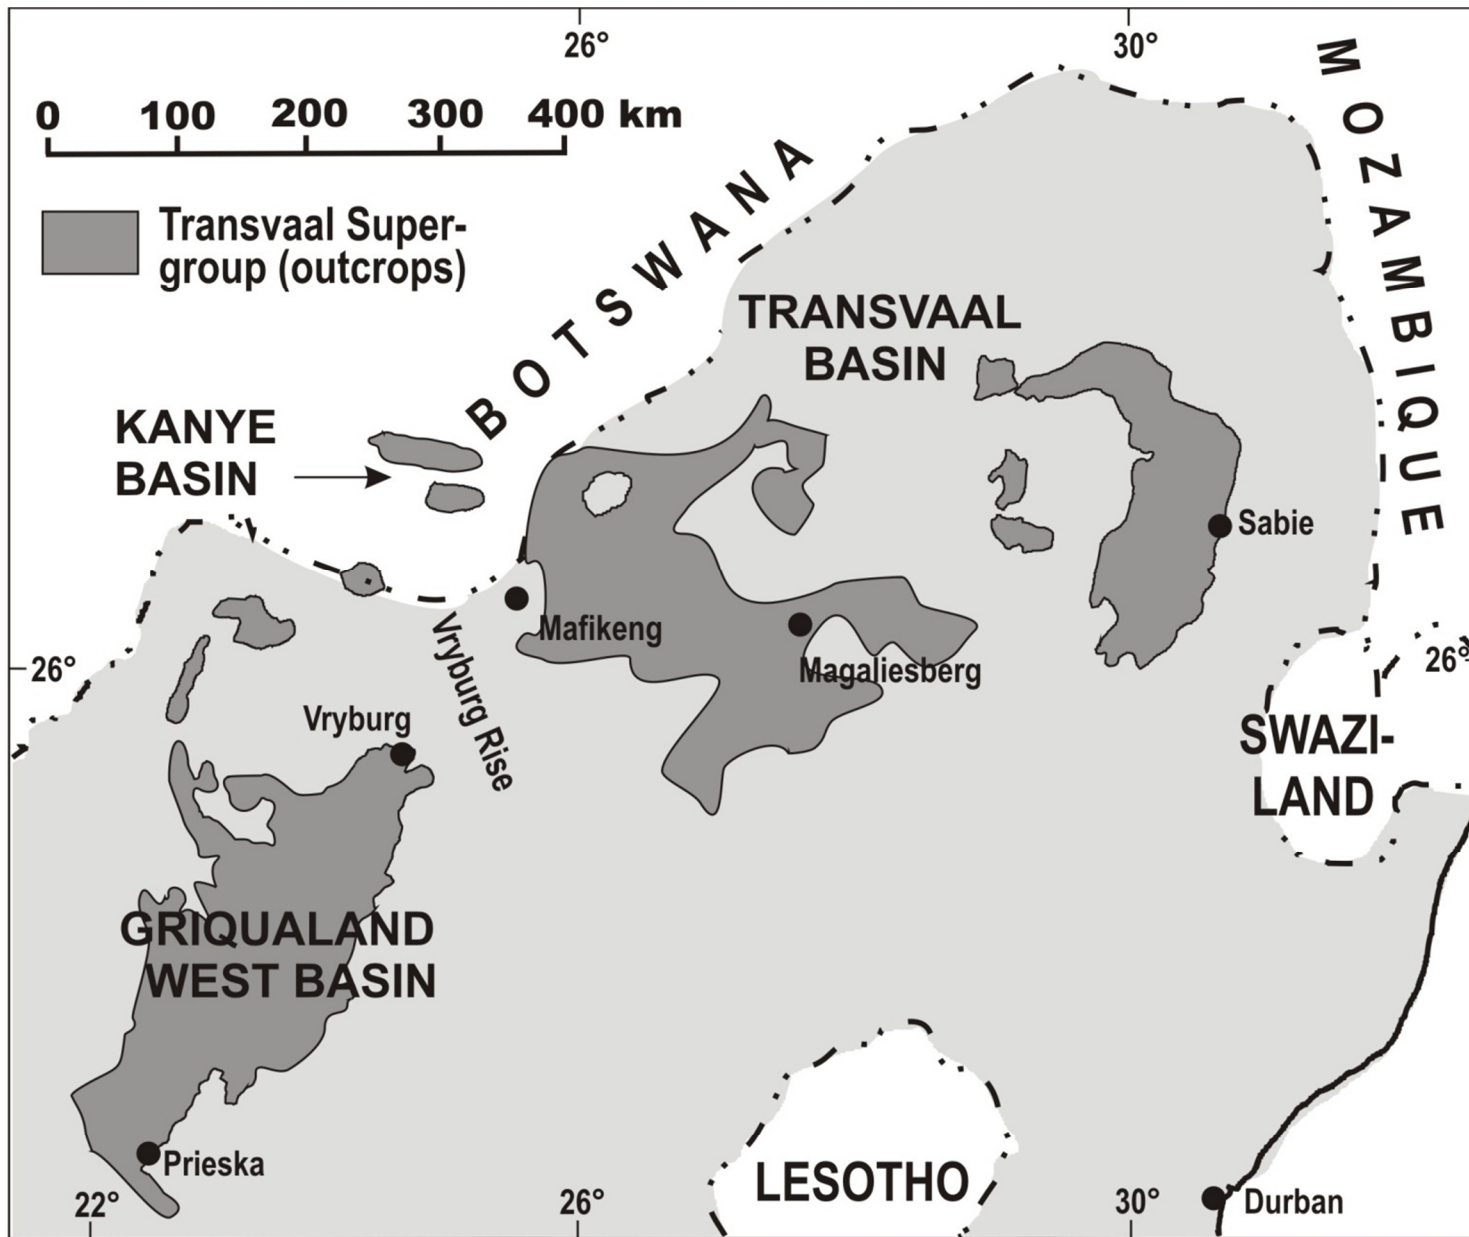 26°
30°
0 100 200 300 400 km
MOZAMBIQUE
BOTSWANA
Transvaal Super-
group (outcrops)
TRANSVAAL
BASIN
KANYE
BASIN
Sabie
Mafikeng
Vryburg Rise
26°
Magaliesberg
26°
Vryburg
SWAZI-
LAND
GRIQUALAND
WEST BASIN
Prieska
LESOTHO
22°
26°
30°
Durban